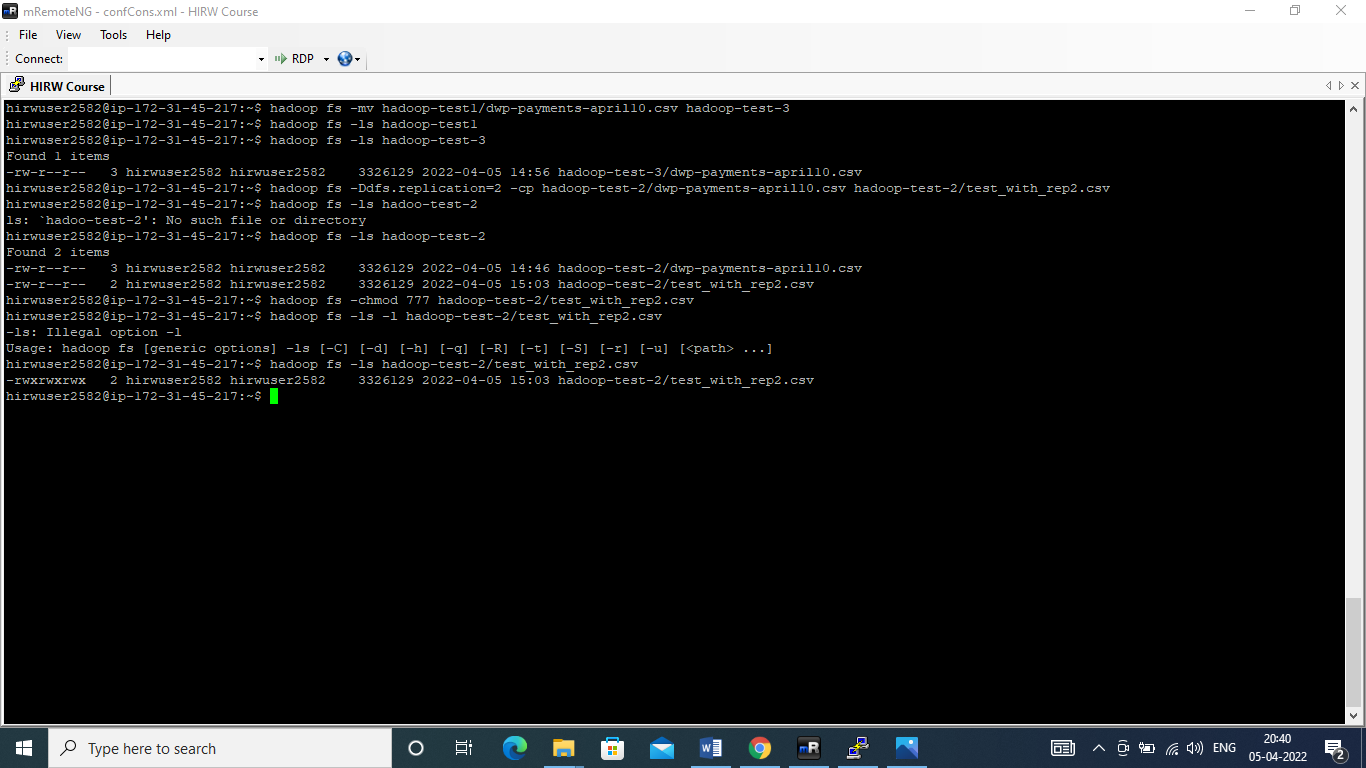 mRemoteNG - confCons.xml - HIRW Course
File View Tools Help
Connect: RDP
HIRW Course
hirwuser2582@ip-172-31-45-217:~$ hadoop fs -mv hadoop-test1/dwp-payments-april10.csv hadoop-test-3
hirwuser2582@ip-172-31-45-217:~$ hadoop fs -ls hadoop-test1
hirwuser2582@ip-172-31-45-217:~$ hadoop fs -ls hadoop-test-3
Found 1 items
-rw-r--r--   3 hirwuser2582 hirwuser2582    3326129 2022-04-05 14:56 hadoop-test-3/dwp-payments-april10.csv
hirwuser2582@ip-172-31-45-217:~$ hadoop fs -Ddfs.replication=2 -cp hadoop-test-2/dwp-payments-april10.csv hadoop-test-2/test_with_rep2.csv
hirwuser2582@ip-172-31-45-217:~$ hadoop fs -ls hadoo-test-2
ls: `hadoo-test-2': No such file or directory
hirwuser2582@ip-172-31-45-217:~$ hadoop fs -ls hadoop-test-2
Found 2 items
-rw-r--r--   3 hirwuser2582 hirwuser2582    3326129 2022-04-05 14:46 hadoop-test-2/dwp-payments-april10.csv
-rw-r--r--   2 hirwuser2582 hirwuser2582    3326129 2022-04-05 15:03 hadoop-test-2/test_with_rep2.csv
hirwuser2582@ip-172-31-45-217:~$ hadoop fs -chmod 777 hadoop-test-2/test_with_rep2.csv
hirwuser2582@ip-172-31-45-217:~$ hadoop fs -ls -l hadoop-test-2/test_with_rep2.csv
-ls: Illegal option -l
Usage: hadoop fs [generic options] -ls [-C] [-d] [-h] [-q] [-R] [-t] [-S] [-r] [-u] [<path> ...]
hirwuser2582@ip-172-31-45-217:~$ hadoop fs -ls hadoop-test-2/test_with_rep2.csv
-rwxrwxrwx   2 hirwuser2582 hirwuser2582    3326129 2022-04-05 15:03 hadoop-test-2/test_with_rep2.csv
hirwuser2582@ip-172-31-45-217:~$
Type here to search
ENG
20:40
05-04-2022
2